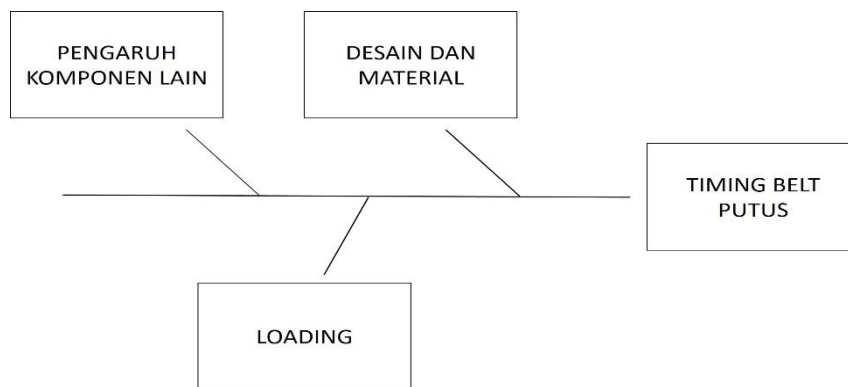 PENGARUH
KOMPONEN LAIN
DESAIN DAN
MATERIAL
TIMING BELT
PUTUS
LOADING